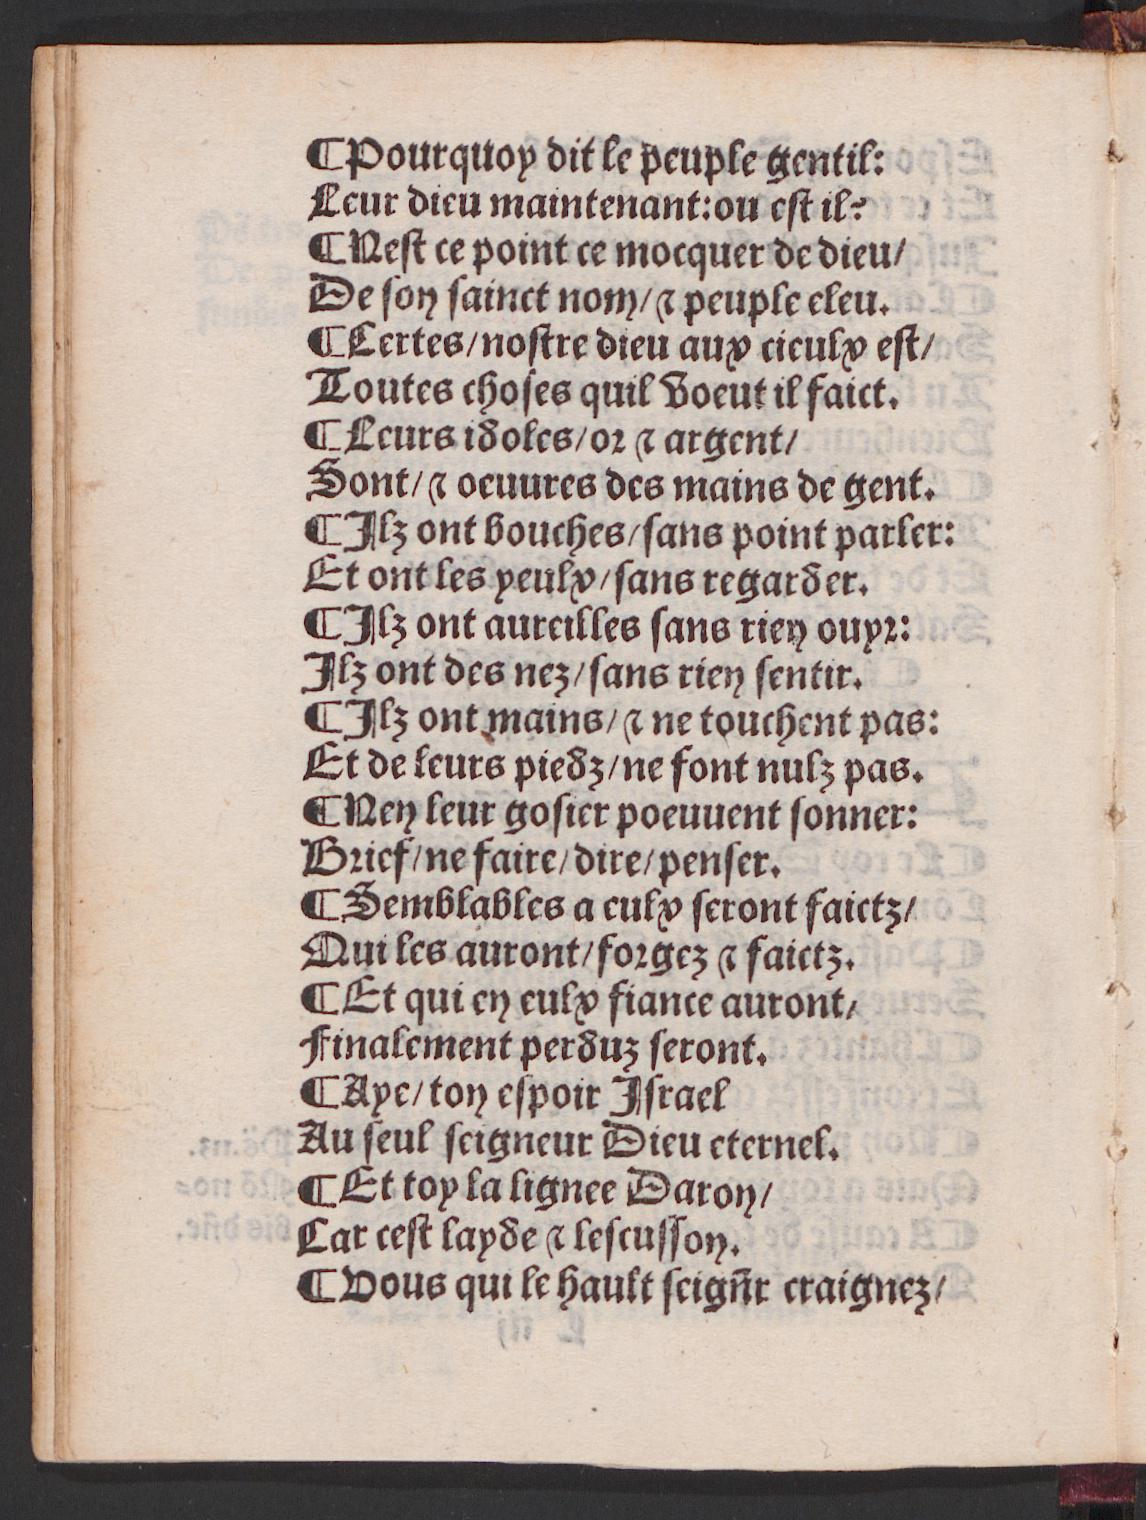 ¶Pourquoy dit le peuple gentil:
Leur dieu maintenant: ou est il?
¶Nest ce point ce mocquer de dieu/
De son sainct nom/ ⁊ peuple eleu.
¶Certes/ nostre dieu aux cieulx est/
Toutes choses quil voeut il faict.
¶Leurs idoles/ or ⁊ argent/
Sont/ ⁊ oeuures des mains de gent.
¶Ilz ont bouches/ sans point parler:
Et ont les yeulx/ sans regarder.
¶Ilz ont aureilles sans rien ouyr:
Ilz ont des nez/ sans rien sentir.
¶Ilz ont mains/ ⁊ ne touchent pas:
Et de leurs piedz/ ne font nulz pas.
¶Nen leur gosier poeuuent sonner:
Brief/ ne faire/ dire/ penser.
¶Semblables a eulx seront faictz/
Qui les auront/ forgez ⁊ faictz.
¶Et qui en eulx fiance auront/
Finalement perduz seront.
¶Aye/ ton espoir Israel
Au seul seigneur Dieu eternel.
¶Et toy la lignee Daron/
Car cest layde ⁊ lescusson.
¶Vous qui le hault seign̄r craignez/